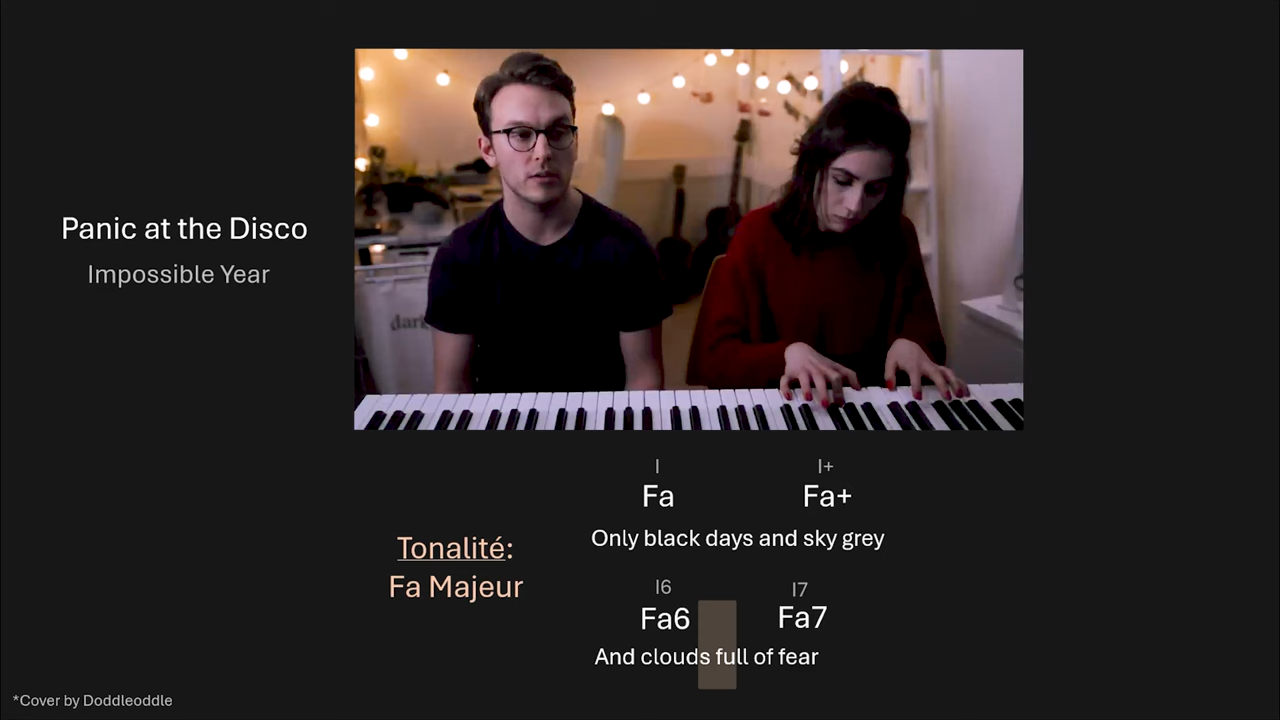 Panic at the Disco
Impossible Year
dark
I I+
Fa Fa+
Only black days and sky grey
Tonalité:
Fa Majeur
I6 I7
Fa6 Fa7
And clouds full of fear
*Cover by Doddleoddle